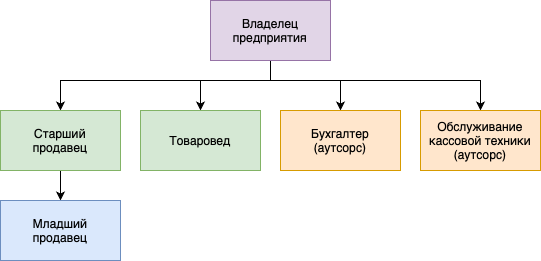 Владелец
предприятия
Старший
продавец
Товаровед
Бухгалтер
(аутсорс)
Обслуживание
кассовой техники
(аутсорс)
Младший
продавец